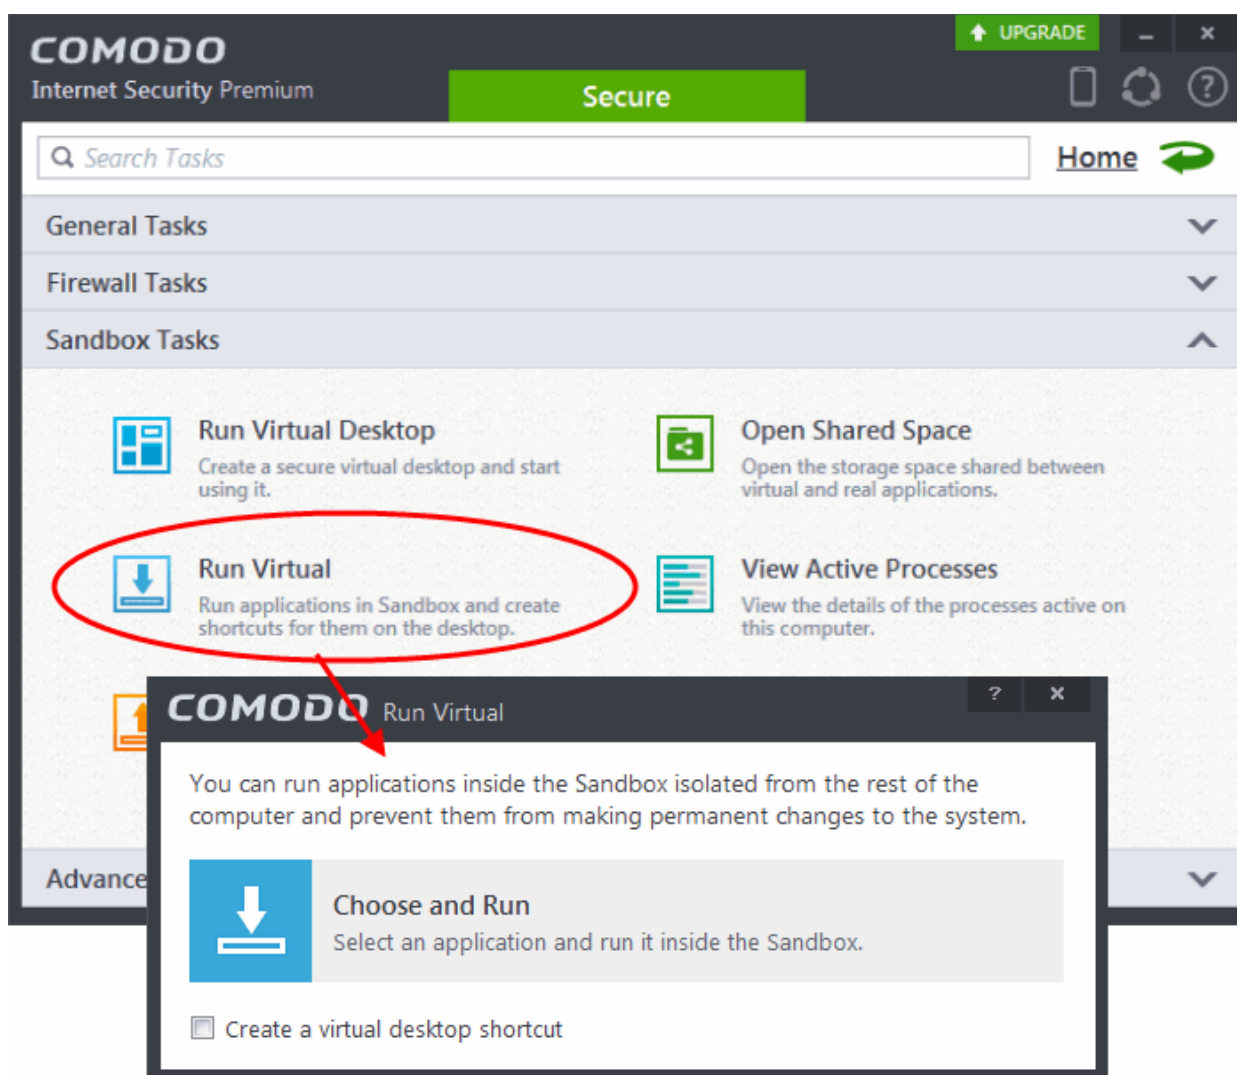 COMODO
Internet Security Premium
UPGRADE
Secure
Search Tasks
Home
General Tasks
Firewall Tasks
Sandbox Tasks
Run Virtual Desktop
Create a secure virtual desktop and start
using it.
Open Shared Space
Open the storage space shared between
virtual and real applications.
Run Virtual
Run applications in Sandbox and create
shortcuts for them on the desktop.
View Active Processes
View the details of the processes active on
this computer.
COMODO Run Virtual
?
You can run applications inside the Sandbox isolated from the rest of the
computer and prevent them from making permanent changes to the system.
Advance
Choose and Run
Select an application and run it inside the Sandbox.
Create a virtual desktop shortcut